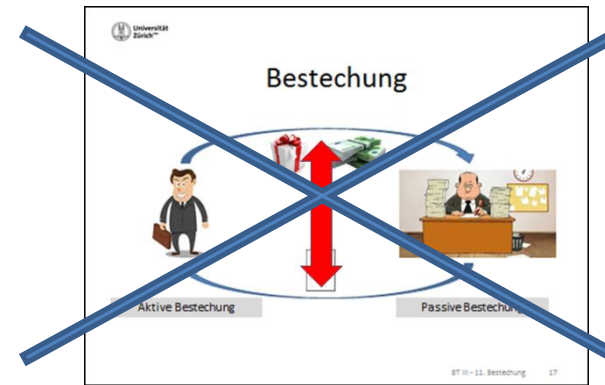 Universität
Zürich
Bestechung
Aktive Bestechung
Passive Bestechung
BT III - 11. Bestechung 17